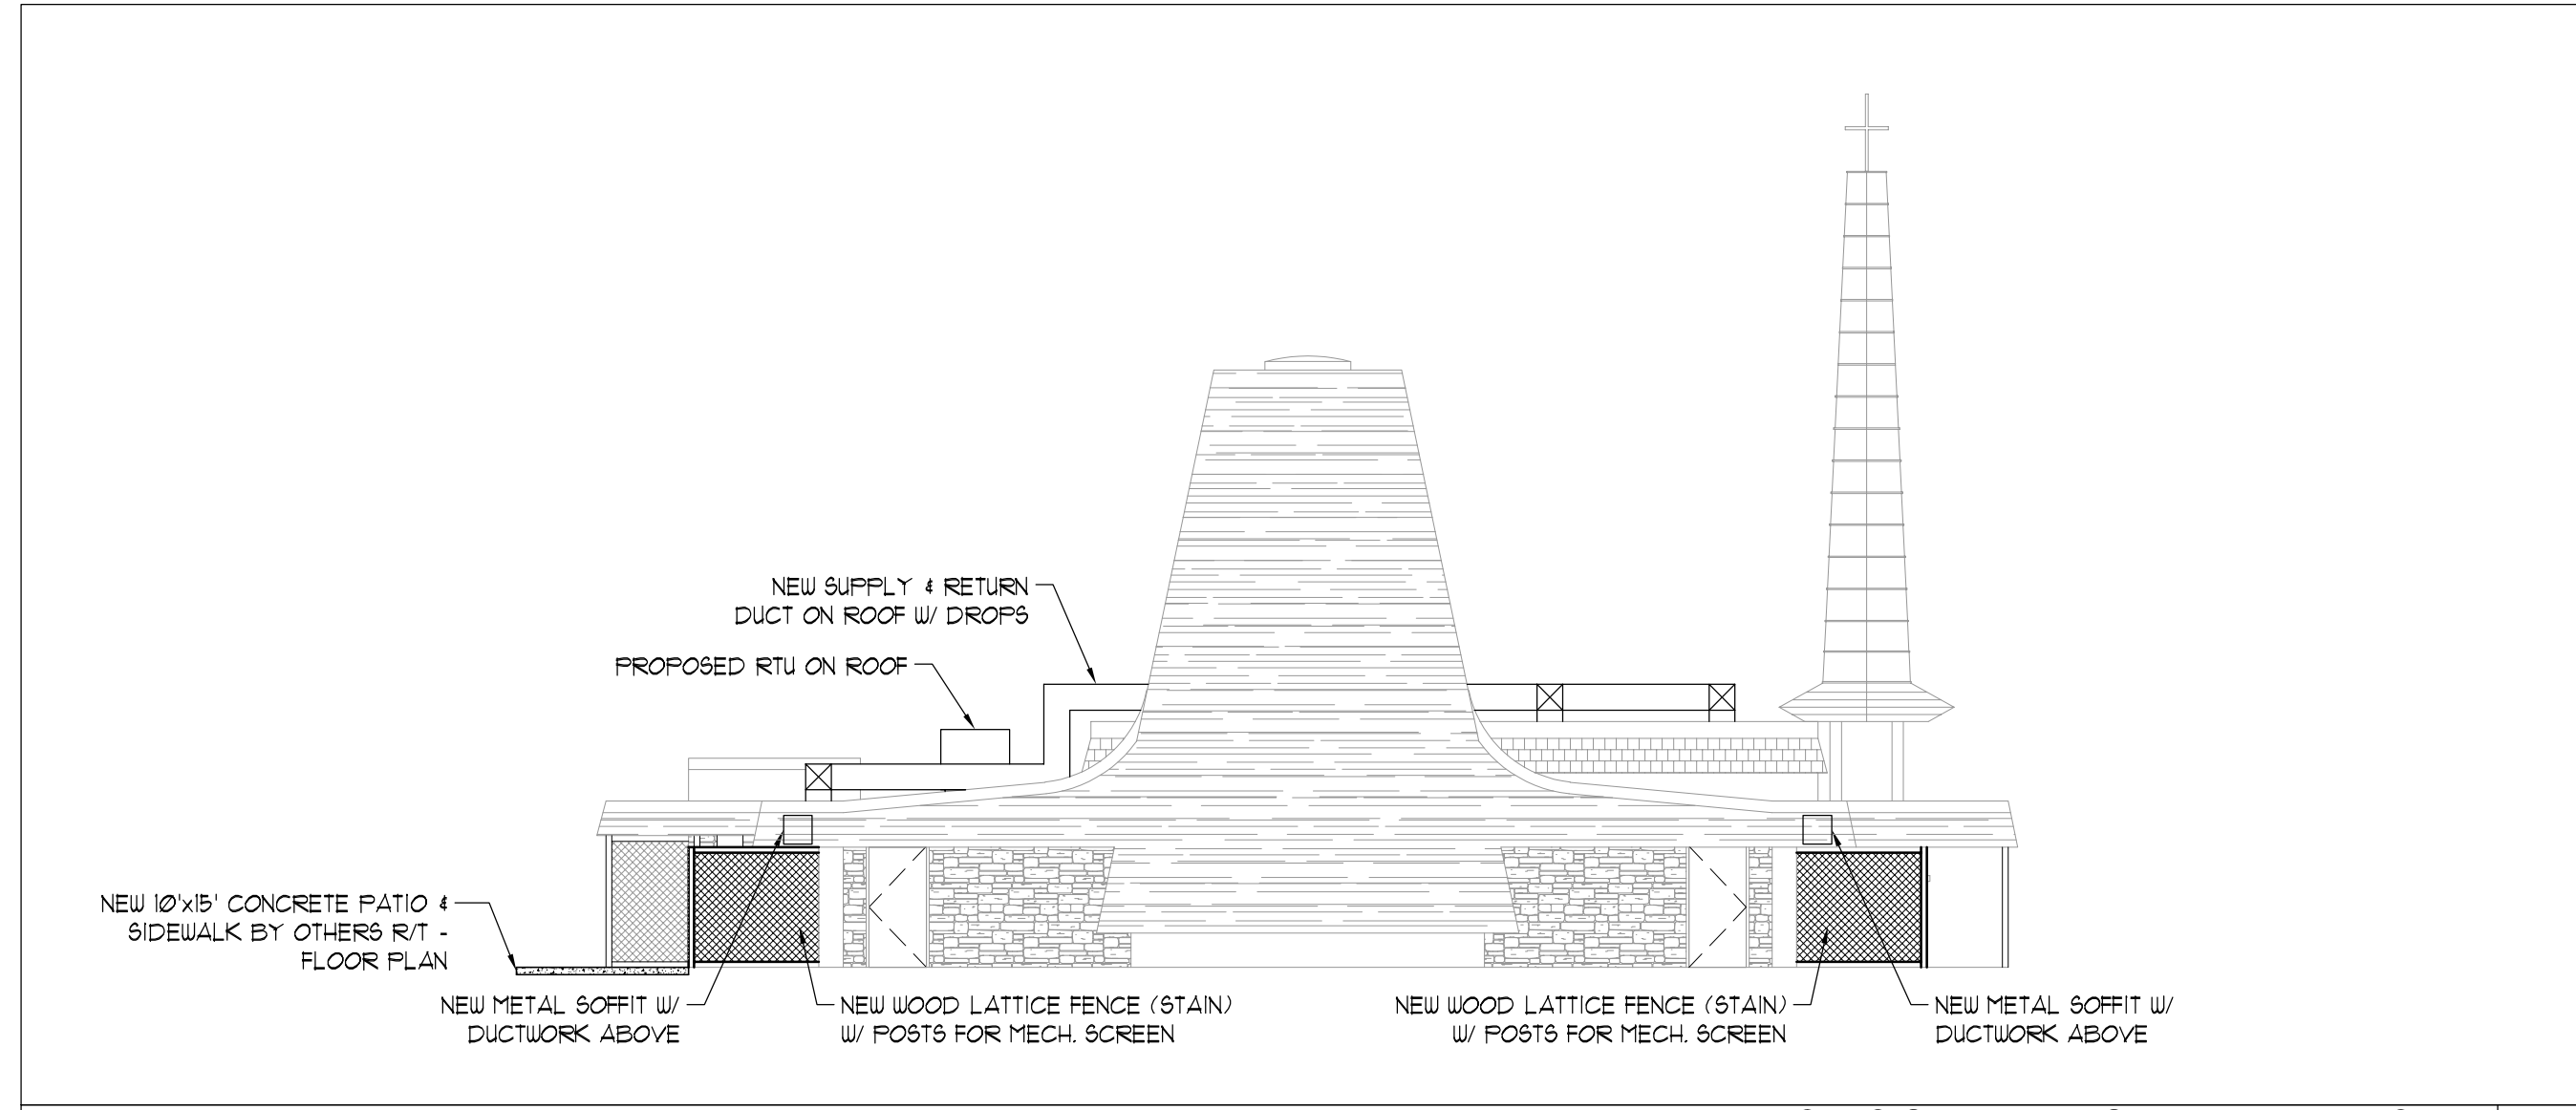 NEW SUPPLY & RETURN
DUCT ON ROOF W/ DROPS
PROPOSED RTU ON ROOF
NEW 10'x15' CONCRETE PATIO &
SIDEWALK BY OTHERS R/T -
FLOOR PLAN
NEW METAL SOFFIT W/
DUCTWORK ABOVE
NEW WOOD LATTICE FENCE (STAIN)
W/ POSTS FOR MECH. SCREEN
NEW WOOD LATTICE FENCE (STAIN)
W/ POSTS FOR MECH. SCREEN
NEW METAL SOFFIT W/
DUCTWORK ABOVE